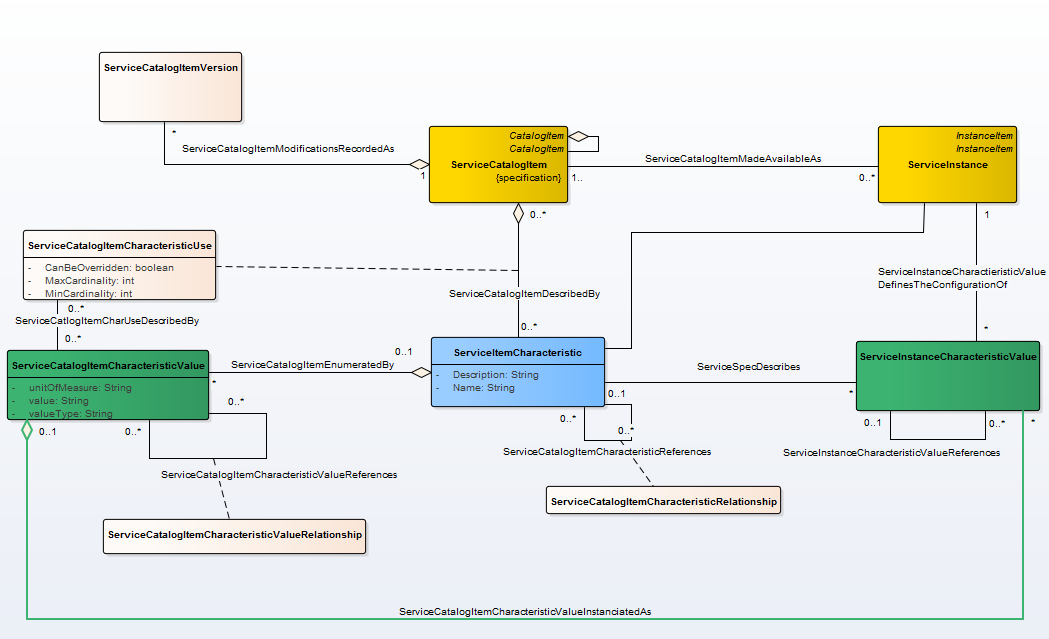 ServiceCatalogItemVersion
*
ServiceCatalogItemModificationsRecordedAs
1
CatalogItem
CatalogItem
ServiceCatalogItem
{specification}
1..
ServiceCatalogItemMadeAvailableAs
0..*
InstanceItem
InstanceItem
ServiceInstance
0..*
1
ServiceCatalogItemCharacteristicUse
- CanBeOverridden: boolean
- MaxCardinality: int
- MinCardinality: int
ServiceInstanceCharactieristicValue
DefinesTheConfigurationOf
ServiceCatalogItemDescribedBy
0..*
ServiceCatlogItemCharUseDescribedBy
0..*
0..*
*
ServiceCatalogItemCharacteristicValue
- unitOfMeasure: String
- value: String
- valueType: String
*
ServiceCatalogItemEnumeratedBy
0..1
ServiceItemCharacteristic
- Description: String
- Name: String
ServiceSpecDescribes
0..1
*
ServiceInstanceCharacteristicValue
0..*
0..1
0..*
0..*
0..*
0..1
0..*
*
ServiceCatalogItemCharacteristicReferences
ServiceInstanceCharacteristicValueReferences
ServiceCatalogItemCharacteristicValueReferences
ServiceCatalogItemCharacteristicRelationship
ServiceCatalogItemCharacteristicValueRelationship
ServiceCatalogItemCharacteristicValueInstanciatedAs